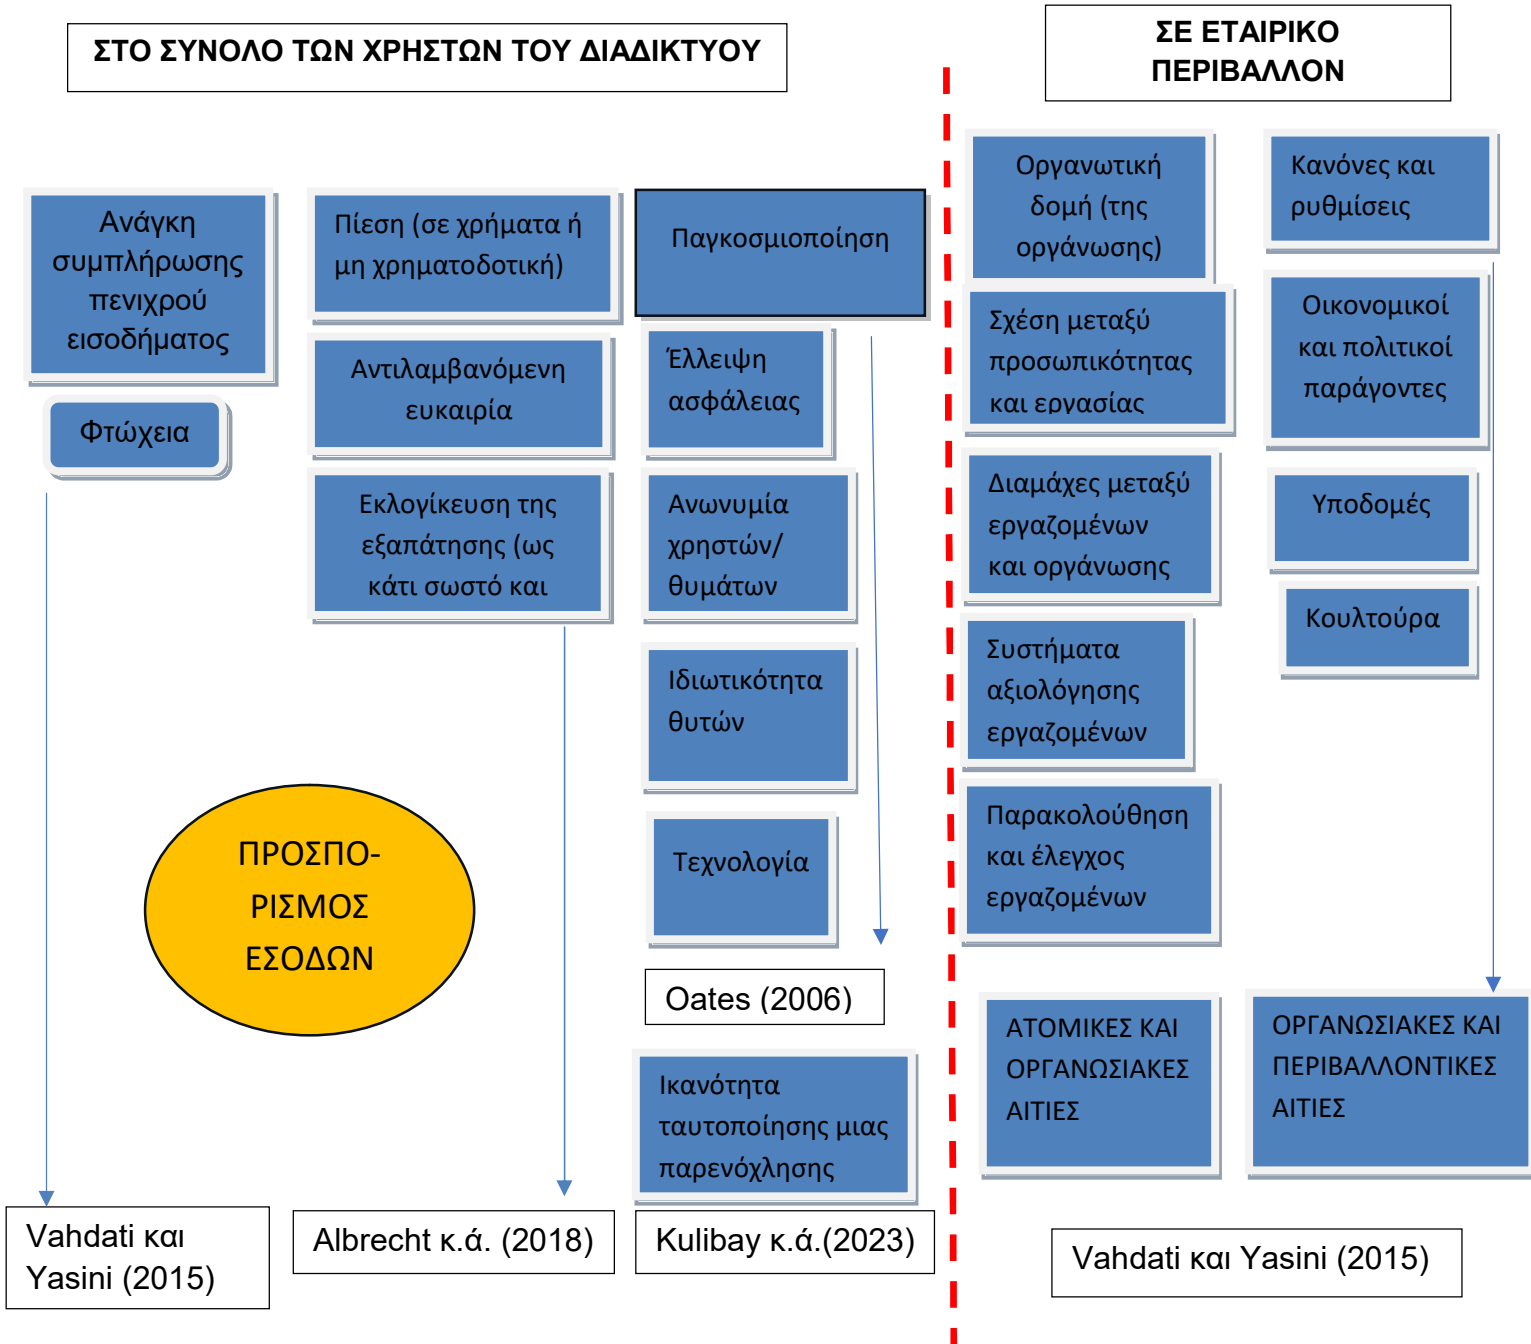 ΣΤΟ ΣΥΝΟΛΟ ΤΩΝ ΧΡΗΣΤΩΝ ΤΟΥ ΔΙΑΔΙΚΤΥΟΥ
ΣΕ ΕΤΑΙΡΙΚΟ
ΠΕΡΙΒΑΛΛΟΝ
Ανάγκη
συμπλήρωσης
πενιχρού
εισοδήματος
Φτώχεια
Vahdati και
Yasini (2015)
Πίεση (σε χρήματα ή
μη χρηματοδοτική)
Αντιλαμβανόμενη
ευκαιρία
Εκλογίκευση της
εξαπάτησης (ως
κάτι σωστό και
ΠΡΟΣΠΟ-
ΡΙΣΜΟΣ
ΕΣΟΔΩΝ
Albrecht κ.ά. (2018)
Παγκοσμιοποίηση
Έλλειψη
ασφάλειας
Ανωνυμία
χρηστών/
θυμάτων
Ιδιωτικότητα
θυτών
Τεχνολογία
Oates (2006)
Ικανότητα
ταυτοποίησης μιας
παρενόχλησης
Kulibay κ.ά.(2023)
Οργανωτική
δομή (της
οργάνωσης)
Σχέση μεταξύ
προσωπικότητας
και εργασίας
Διαμάχες μεταξύ
εργαζομένων
και οργάνωσης
Συστήματα
αξιολόγησης
εργαζομένων
Παρακολούθηση
και έλεγχος
εργαζομένων
ΑΤΟΜΙΚΕΣ ΚΑΙ
ΟΡΓΑΝΩΣΙΑΚΕΣ
ΑΙΤΙΕΣ
Κανόνες και
ρυθμίσεις
Οικονομικοί
και πολιτικοί
παράγοντες
Υποδομές
Κουλτούρα
ΟΡΓΑΝΩΣΙΑΚΕΣ ΚΑΙ
ΠΕΡΙΒΑΛΛΟΝΤΙΚΕΣ
ΑΙΤΙΕΣ
Vahdati και Yasini (2015)